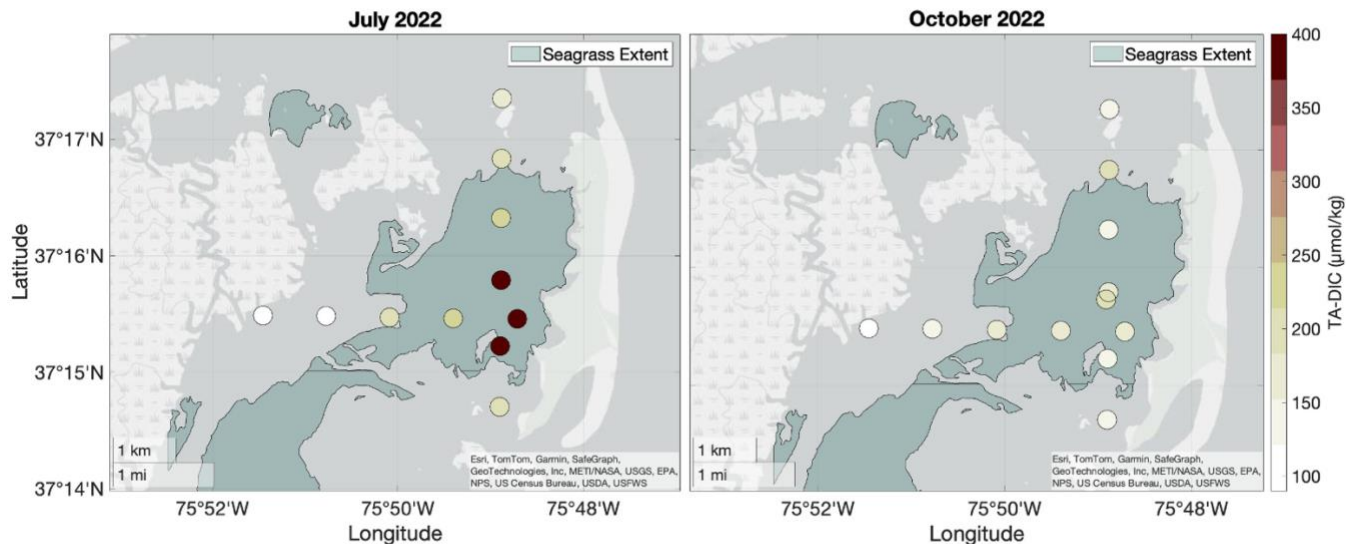 July 2022
October 2022
Seagrass Extent
Seagrass Extent
400
350
300
250
200
150
100
TA-DIC (µmol/kg)
37°17'N
37°16'N
37°15'N
37°14'N
Latitude
1 km
1 mi
Esri, TomTom, Garmin, SafeGraph,
GeoTechnologies, Inc, METI/NASA, USGS, EPA,
NPS, US Census Bureau, USDA, USFWS
1 km
1 mi
Esri, TomTom, Garmin, SafeGraph,
GeoTechnologies, Inc, METI/NASA, USGS, EPA,
NPS, US Census Bureau, USDA, USFWS
75°52'W 75°50'W 75°48'W
Longitude
75°52'W 75°50'W 75°48'W
Longitude